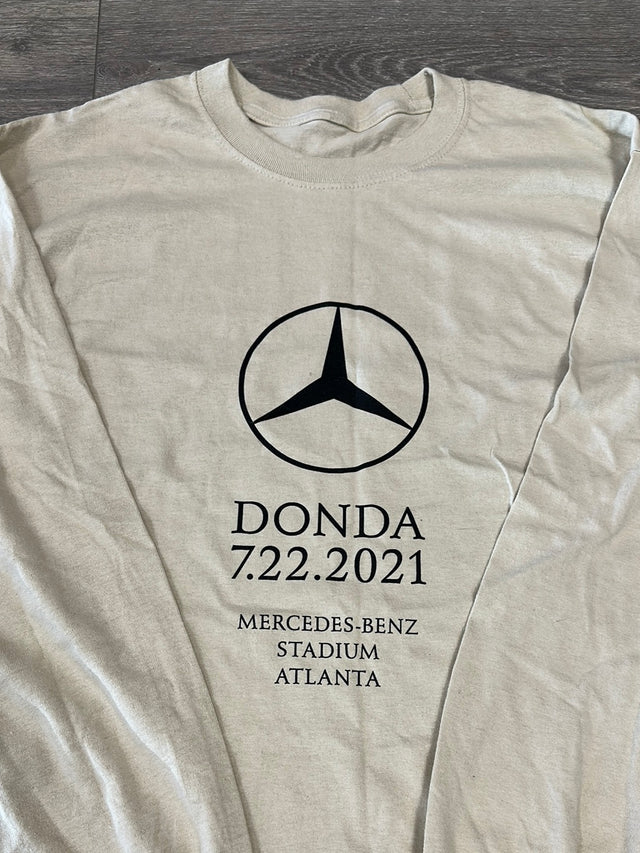 DONDA
7.22.2021
MERCEDES-BENZ
STADIUM
ATLANTA